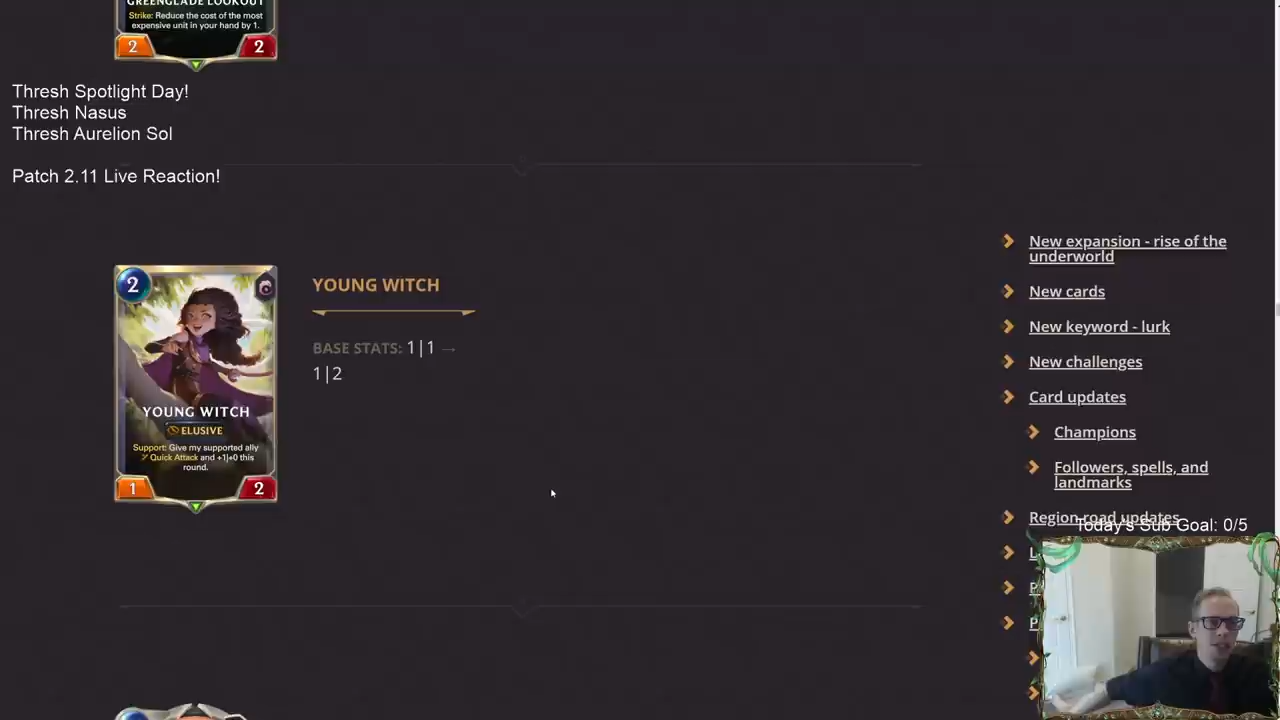 GREENGLADE LOOKOUT
Strike: Reduce the cost of the most
expensive unit in your hand by 1.
2
2
Thresh Spotlight Day!
Thresh Nasus
Thresh Aurelion Sol
Patch 2.11 Live Reaction!
2
YOUNG WITCH
ELUSIVE
Support: Give my supported ally
Quick Attack and +1|+0 this
round.
1
2
YOUNG WITCH
BASE STATS: 1|1 →
1|2
New expansion - rise of the
underworld
New cards
New keyword - lurk
New challenges
Card updates
Champions
Followers, spells, and
landmarks
Region road updates
Today's Sub Goal: 0/5